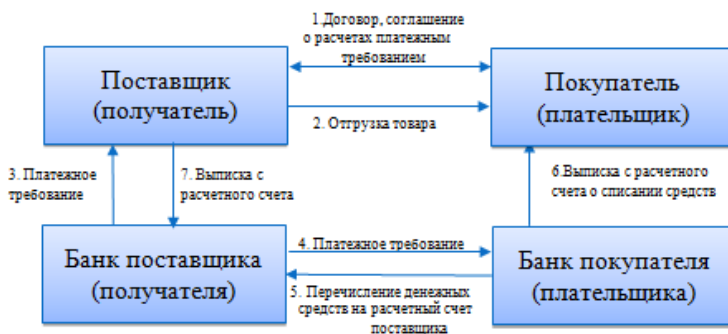 1.Договор, соглашение
о расчетах платежным
требованием
Поставщик
(получатель)
Покупатель
(плательщик)
2. Отгрузка товара
3. Платежное
требование
7. Выписка с
расчетного счета
6.Выписка с расчетного
счета о списании средств
Банк поставщика
(получателя)
4. Платежное требование
Банк покупателя
(плательщика)
5. Перечисление денежных
средств на расчетный счет
поставщика